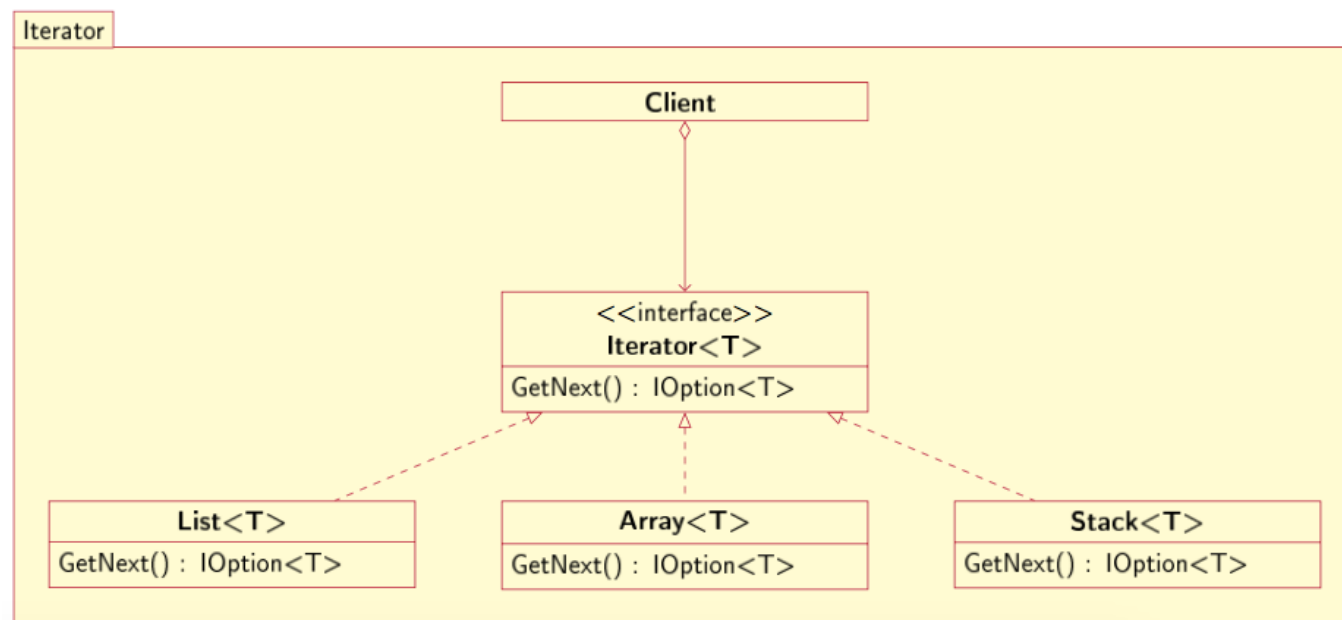 Iterator
Client
<<interface>>
Iterator<T>
GetNext() : IOption<T>
List<T>
GetNext() : IOption<T>
Array<T>
GetNext() : IOption<T>
Stack<T>
GetNext() : IOption<T>